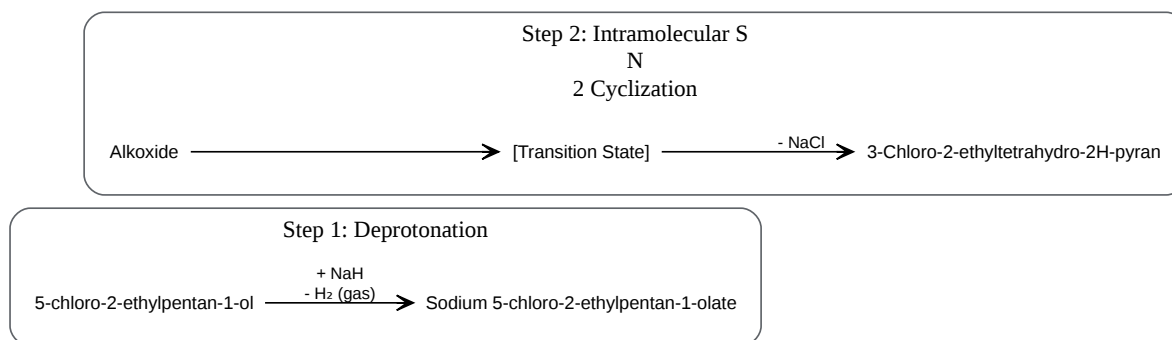 Step 2: Intramolecular S
N
2 Cyclization
Alkoxide
[Transition State]
- NaCl
3-Chloro-2-ethyltetrahydro-2H-pyran
Step 1: Deprotonation
5-chloro-2-ethylpentan-1-ol
+ NaH
- H₂ (gas)
Sodium 5-chloro-2-ethylpentan-1-olate